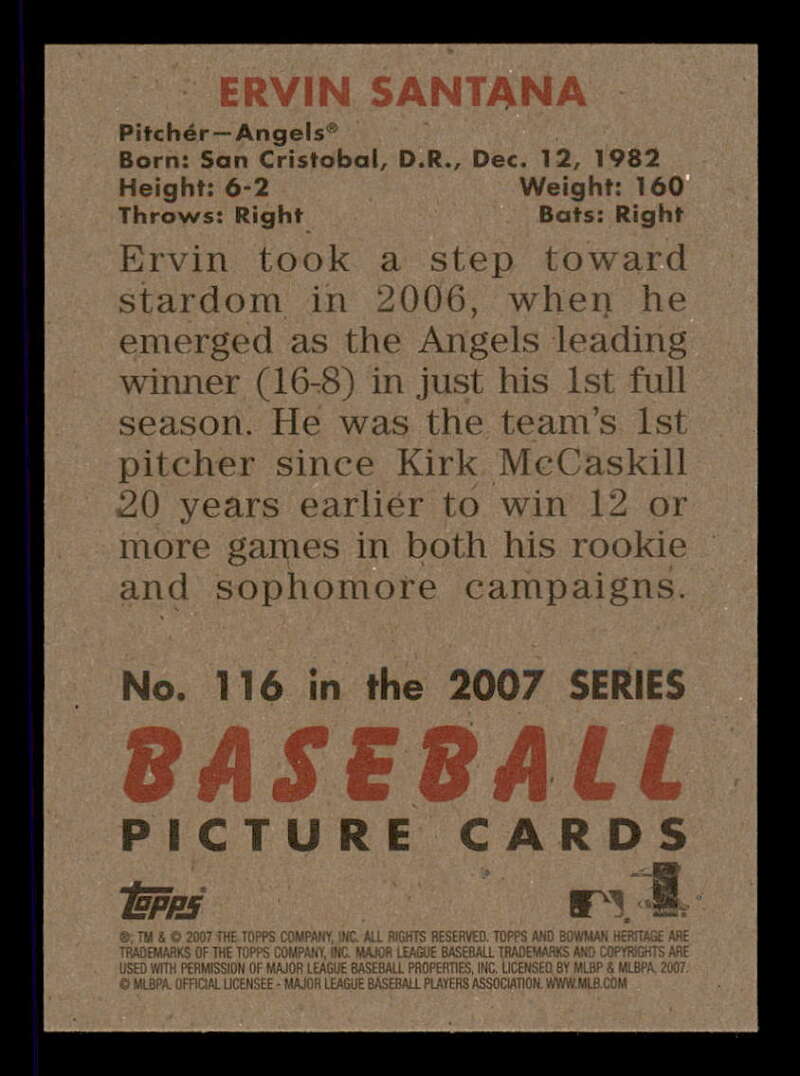 ERVIN SANTANA
Pitcher—Angels®
Born: San Cristobal, D.R., Dec. 12, 1982
Height: 6-2 Weight: 160
Throws: Right Bats: Right
Ervin took a step toward
stardom in 2006, when he
emerged as the Angels leading
winner (16-8) in just his 1st full
season. He was the team's 1st
pitcher since Kirk McCaskill
20 years earlier to win 12 or
more games in both his rookie
and sophomore campaigns.
No. 116 in the 2007 SERIES
BASEBALL
PICTURE CARDS
Topps
®, TM & © 2007 THE TOPPS COMPANY, INC. ALL RIGHTS RESERVED. TOPPS AND BOWMAN HERITAGE ARE
TRADEMARKS OF THE TOPPS COMPANY, INC. MAJOR LEAGUE BASEBALL TRADEMARKS AND COPYRIGHTS ARE
USED WITH PERMISSION OF MAJOR LEAGUE BASEBALL PROPERTIES, INC. LICENSED BY MLBP & MLBPA, 2007.
© MLBPA. OFFICIAL LICENSEE - MAJOR LEAGUE BASEBALL PLAYERS ASSOCIATION. WWW.MLB.COM